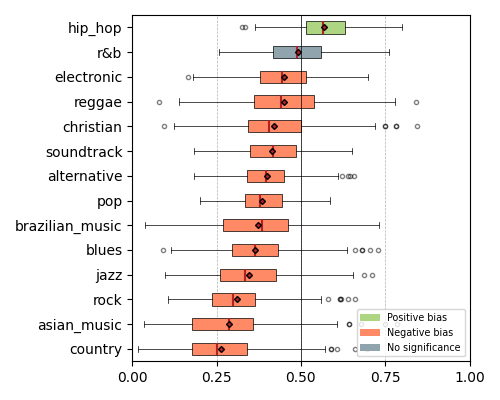 hip_hop
r&b
electronic
reggae
christian
soundtrack
alternative
pop
brazilian_music
blues
jazz
rock
asian_music
country
Positive bias
Negative bias
No significance
0.00 0.25 0.50 0.75 1.00